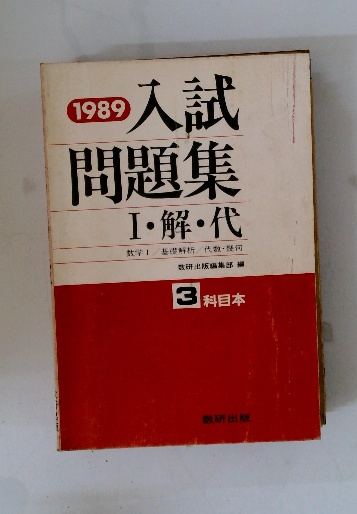 1989 入試
問題集
I・解・代
数学I／基礎解析／代数・幾何
数研出版編集部 編
3 科目本
数研出版